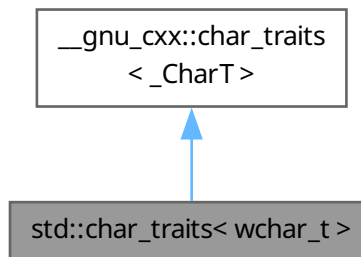 __gnu_cxx::char_traits
< _CharT >
std::char_traits< wchar_t >